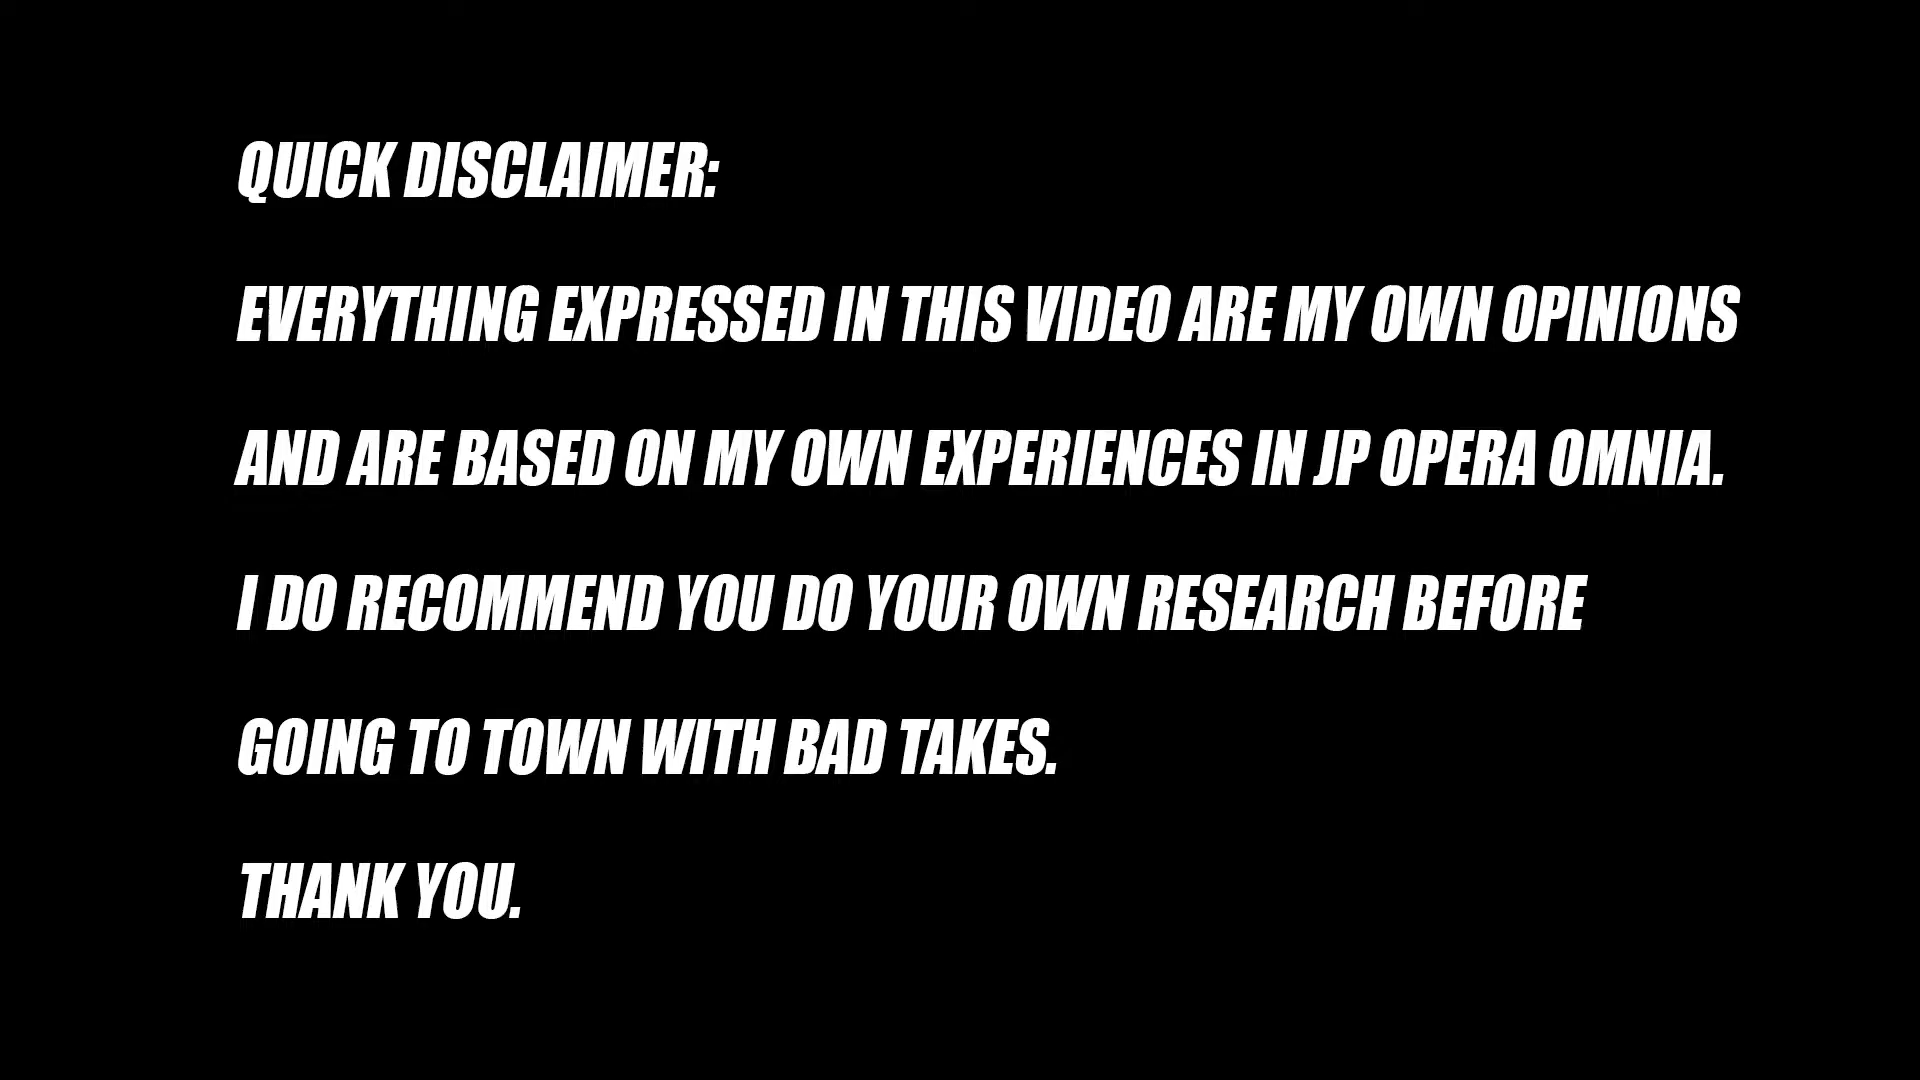 QUICK DISCLAIMER:
EVERYTHING EXPRESSED IN THIS VIDEO ARE MY OWN OPINIONS
AND ARE BASED ON MY OWN EXPERIENCES IN JP OPERA OMNIA.
I DO RECOMMEND YOU DO YOUR OWN RESEARCH BEFORE
GOING TO TOWN WITH BAD TAKES.
THANK YOU.